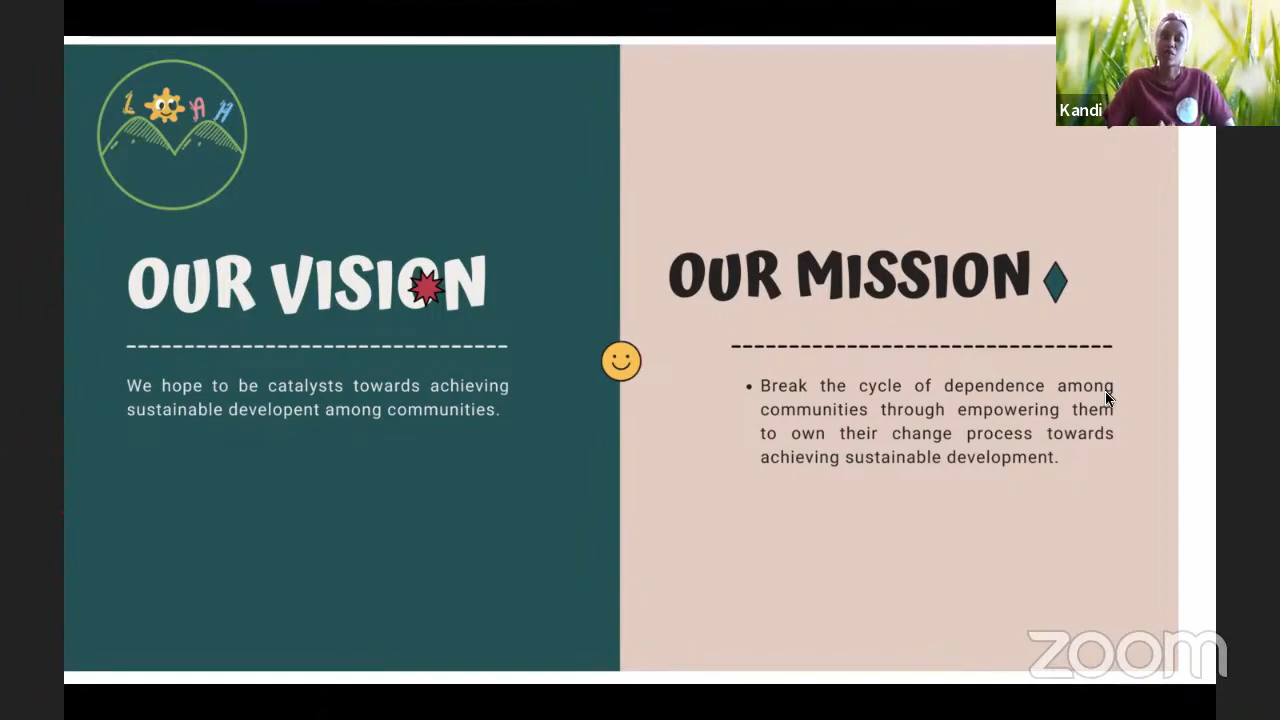 L O A H
OUR VISION
We hope to be catalysts towards achieving
sustainable developent among communities.
OUR MISSION
• Break the cycle of dependence among
communities through empowering them
to own their change process towards
achieving sustainable development.
Kandi
zoom